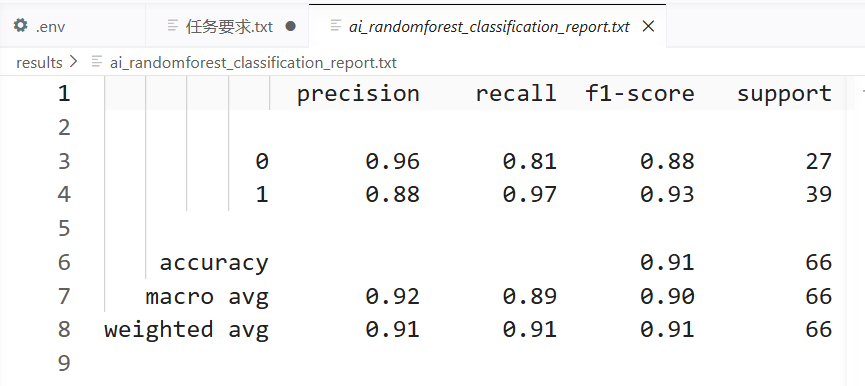 .env 任务要求.txt ai_randomforest_classification_report.txt
results > ai_randomforest_classification_report.txt
1 precision recall f1-score support
2
3 0 0.96 0.81 0.88 27
4 1 0.88 0.97 0.93 39
5
6 accuracy 0.91 66
7 macro avg 0.92 0.89 0.90 66
8 weighted avg 0.91 0.91 0.91 66
9